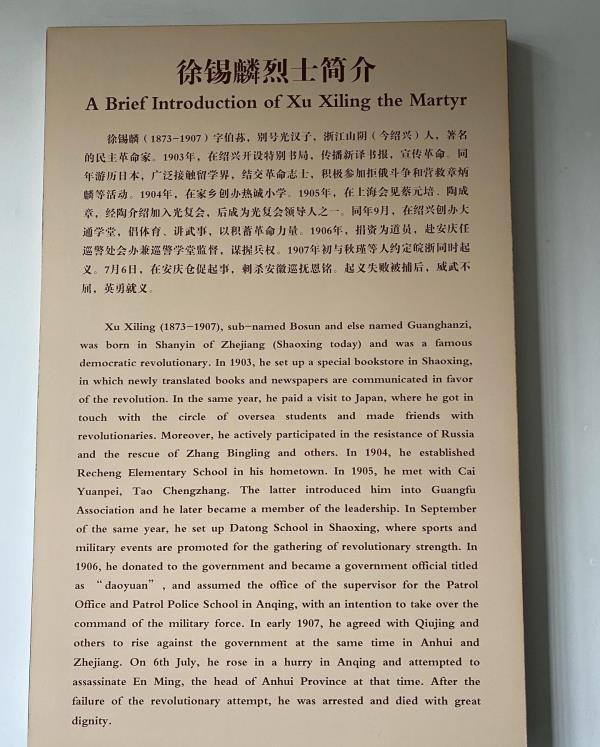 徐锡麟烈士简介
A Brief Introduction of Xu Xiling the Martyr
徐锡麟（1873-1907）字伯荪，别号光汉子，浙江山阴（今绍兴）人，著名
的民主革命家。1903年，在绍兴开设特别书局，传播新译书报，宣传革命。同
年游历日本，广泛接触留学界，结交革命志士，积极参加拒俄斗争和营救章炳
麟等活动。1904年，在家乡创办热诚小学。1905年，在上海会见蔡元培、陶成
章，经陶介绍加入光复会，后成为光复会领导人之一。同年9月，在绍兴创办大
通学堂，倡体育、讲武事，以积蓄革命力量。1906年，捐资为道员，赴安庆任
巡警处会办兼巡警学堂监督，谋握兵权。1907年初与秋瑾等人约定皖浙同时起
义。7月6日，在安庆仓促起事，刺杀安徽巡抚恩铭。起义失败被捕后，威武不
屈，英勇就义。
Xu Xiling (1873-1907), sub-named Bosun and else named Guanghanzi,
was born in Shanyin of Zhejiang (Shaoxing today) and was a famous
democratic revolutionary. In 1903, he set up a special bookstore in Shaoxing,
in which newly translated books and newspapers are communicated in favor
of the revolution. In the same year, he paid a visit to Japan, where he got in
touch with the circle of oversea students and made friends with
revolutionaries. Moreover, he actively participated in the resistance of Russia
and the rescue of Zhang Bingling and others. In 1904, he established
Recheng Elementary School in his hometown. In 1905, he met with Cai
Yuanpei, Tao Chengzhang. The latter introduced him into Guangfu
Association and he later became a member of the leadership. In September
of the same year, he set up Datong School in Shaoxing, where sports and
military events are promoted for the gathering of revolutionary strength. In
1906, he donated to the government and became a government official titled
as “daoyuan”, and assumed the office of the supervisor for the Patrol
Office and Patrol Police School in Anqing, with an intention to take over the
command of the military force. In early 1907, he agreed with Qiujing and
others to rise against the government at the same time in Anhui and
Zhejiang. On 6th July, he rose in a hurry in Anqing and attempted to
assassinate En Ming, the head of Anhui Province at that time. After the
failure of the revolutionary attempt, he was arrested and died with great
dignity.